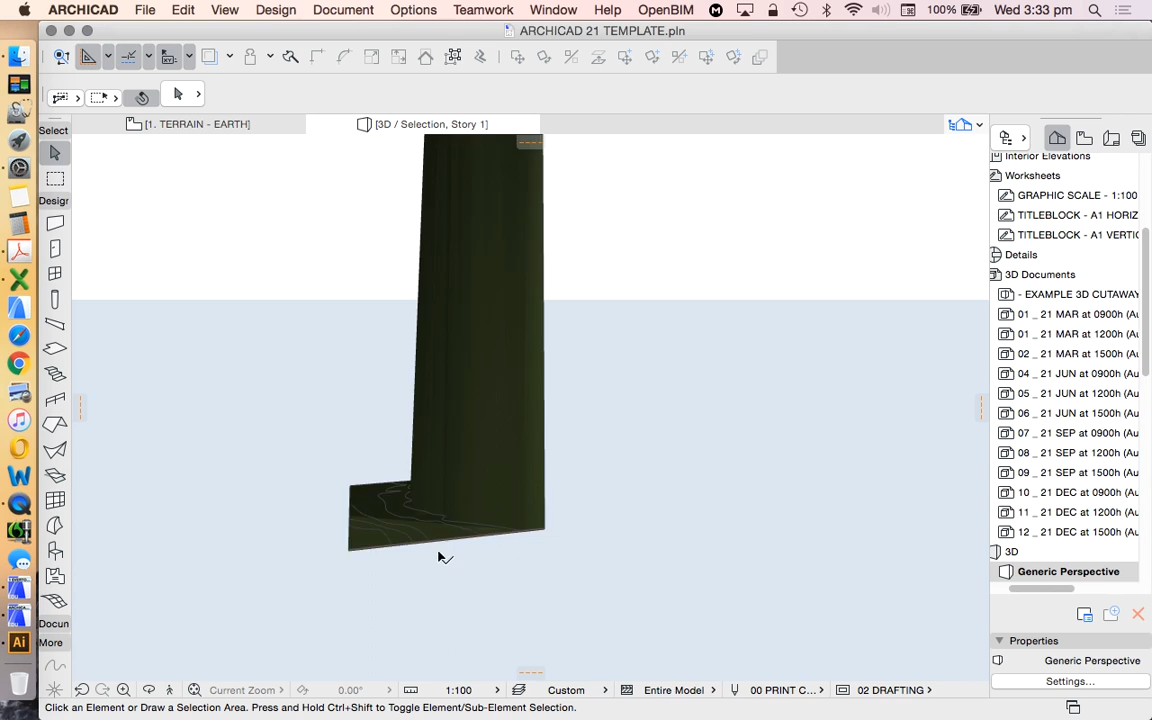 ARCHICAD File Edit View Design Document Options Teamwork Window Help OpenBIM 100% Wed 3:33 pm
ARCHICAD 21 TEMPLATE.pln
[1. TERRAIN - EARTH]
[3D / Selection, Story 1]
Select
Design
Docun
More
Interior Elevations
Worksheets
GRAPHIC SCALE - 1:100
TITLEBLOCK - A1 HORIZ
TITLEBLOCK - A1 VERTIC
Details
3D Documents
- EXAMPLE 3D CUTAWAY
01 _ 21 MAR at 0900h (Au
01 _ 21 MAR at 1200h (Au
02 _ 21 MAR at 1500h (Au
04 _ 21 JUN at 0900h (Au
05 _ 21 JUN at 1200h (Au
06 _ 21 JUN at 1500h (Au
07 _ 21 SEP at 0900h (Au
08 _ 21 SEP at 1200h (Au
09 _ 21 SEP at 1500h (Au
10 _ 21 DEC at 0900h (Au
11 _ 21 DEC at 1200h (Au
12 _ 21 DEC at 1500h (Au
3D
Generic Perspective
Properties
Generic Perspective
Settings...
Current Zoom 0.00° 1:100 Custom Entire Model 00 PRINT C... 02 DRAFTING
Click an Element or Draw a Selection Area. Press and Hold Ctrl+Shift to Toggle Element/Sub-Element Selection.